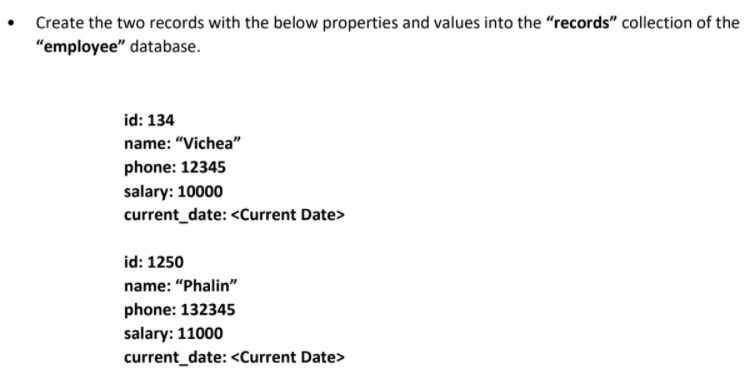 • Create the two records with the below properties and values into the “records” collection of the
“employee” database.
id: 134
name: “Vichea”
phone: 12345
salary: 10000
current_date: <Current Date>
id: 1250
name: “Phalin”
phone: 132345
salary: 11000
current_date: <Current Date>